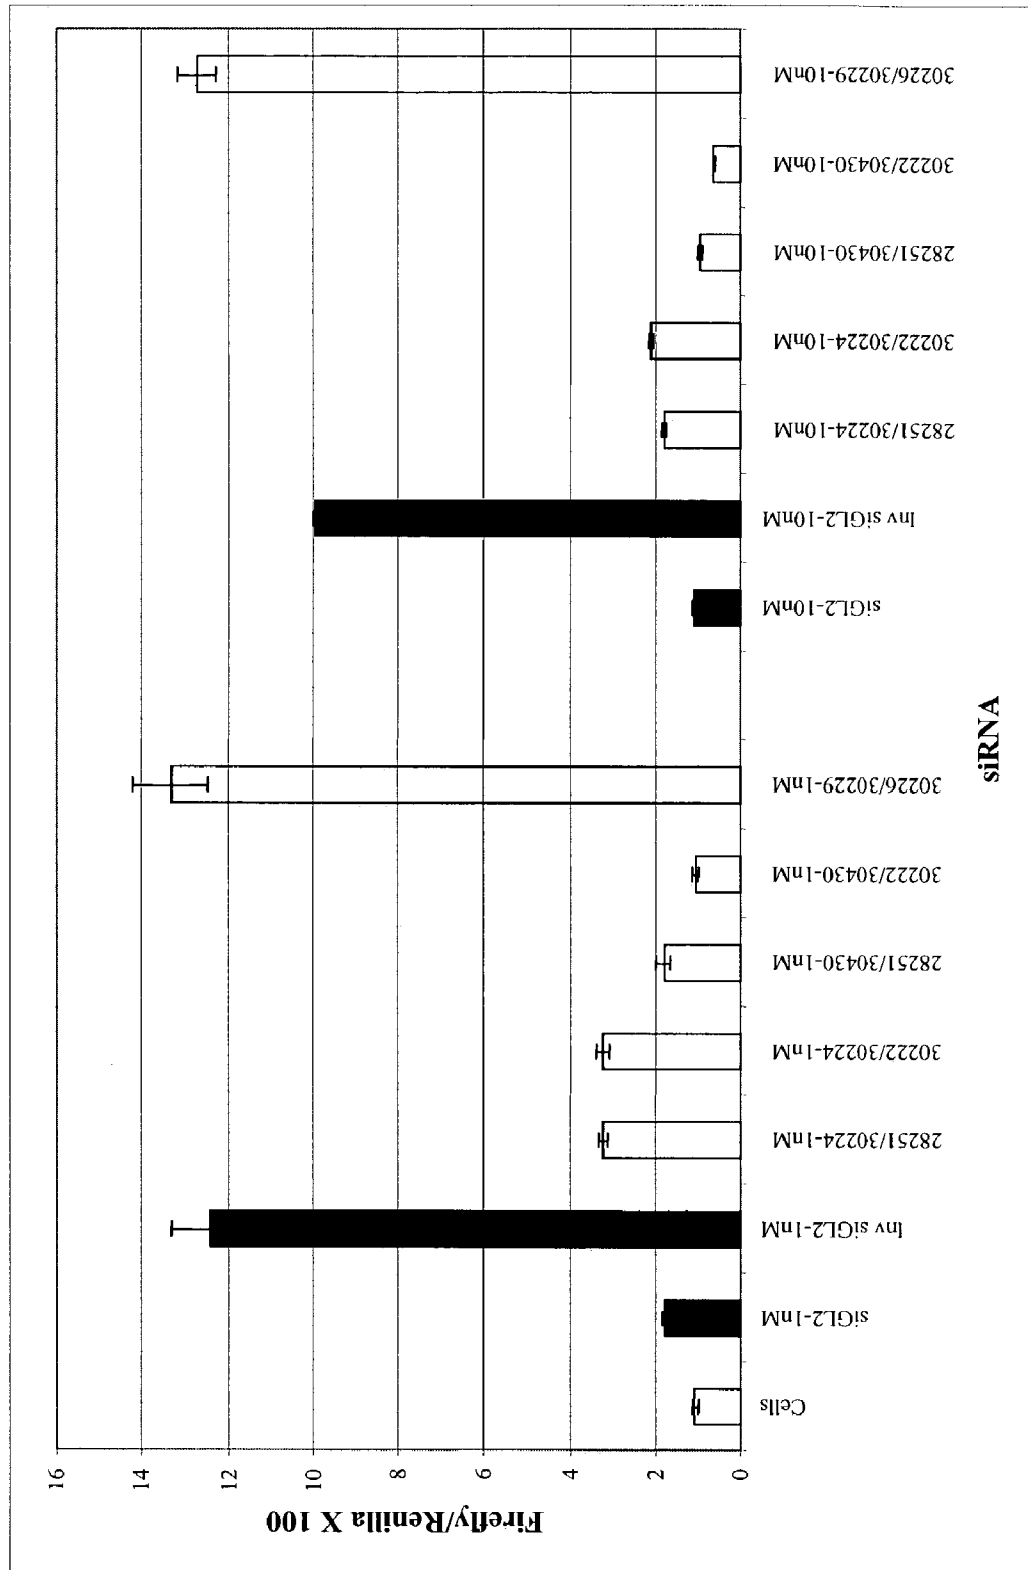 Firefly/Renilla X 100
16
14
12
10
8
6
4
2
0
Cells
siGL2-1nM
Inv siGL2-1nM
28251/30224-1nM
30222/30224-1nM
28251/30430-1nM
30222/30430-1nM
30226/30229-1nM
siGL2-10nM
Inv siGL2-10nM
28251/30224-10nM
30222/30224-10nM
28251/30430-10nM
30222/30430-10nM
30226/30229-10nM
siRNA